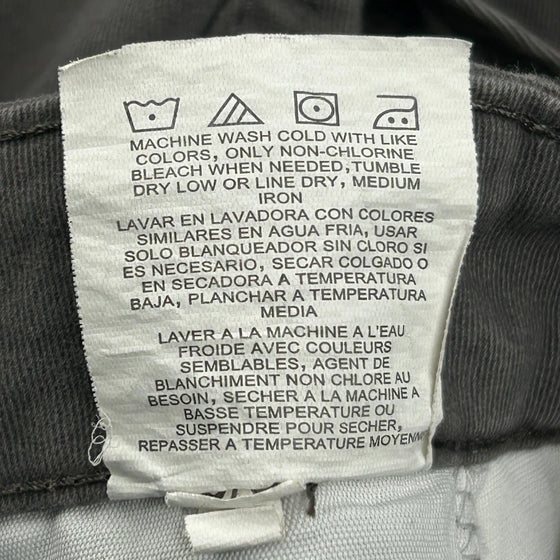 MACHINE WASH COLD WITH LIKE
COLORS, ONLY NON-CHLORINE
BLEACH WHEN NEEDED, TUMBLE
DRY LOW OR LINE DRY, MEDIUM
IRON
LAVAR EN LAVADORA CON COLORES
SIMILARES EN AGUA FRIA, USAR
SOLO BLANQUEADOR SIN CLORO SI
ES NECESARIO, SECAR COLGADO O
EN SECADORA A TEMPERATURA
BAJA, PLANCHAR A TEMPERATURA
MEDIA
LAVER A LA MACHINE A L'EAU
FROIDE AVEC COULEURS
SEMBLABLES, AGENT DE
BLANCHIMENT NON CHLORE AU
BESOIN, SECHER A LA MACHINE A
BASSE TEMPERATURE OU
SUSPENDRE POUR SECHER,
REPASSER A TEMPERATURE MOYENN